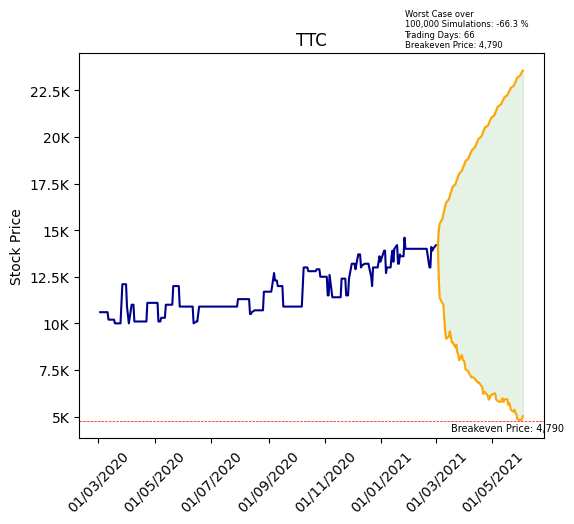 Worst Case over
100,000 Simulations: -66.3 %
Trading Days: 66
Breakeven Price: 4,790
TTC
Stock Price
22.5K
20K
17.5K
15K
12.5K
10K
7.5K
5K
Breakeven Price: 4,790
01/03/2020
01/05/2020
01/07/2020
01/09/2020
01/11/2020
01/01/2021
01/03/2021
01/05/2021